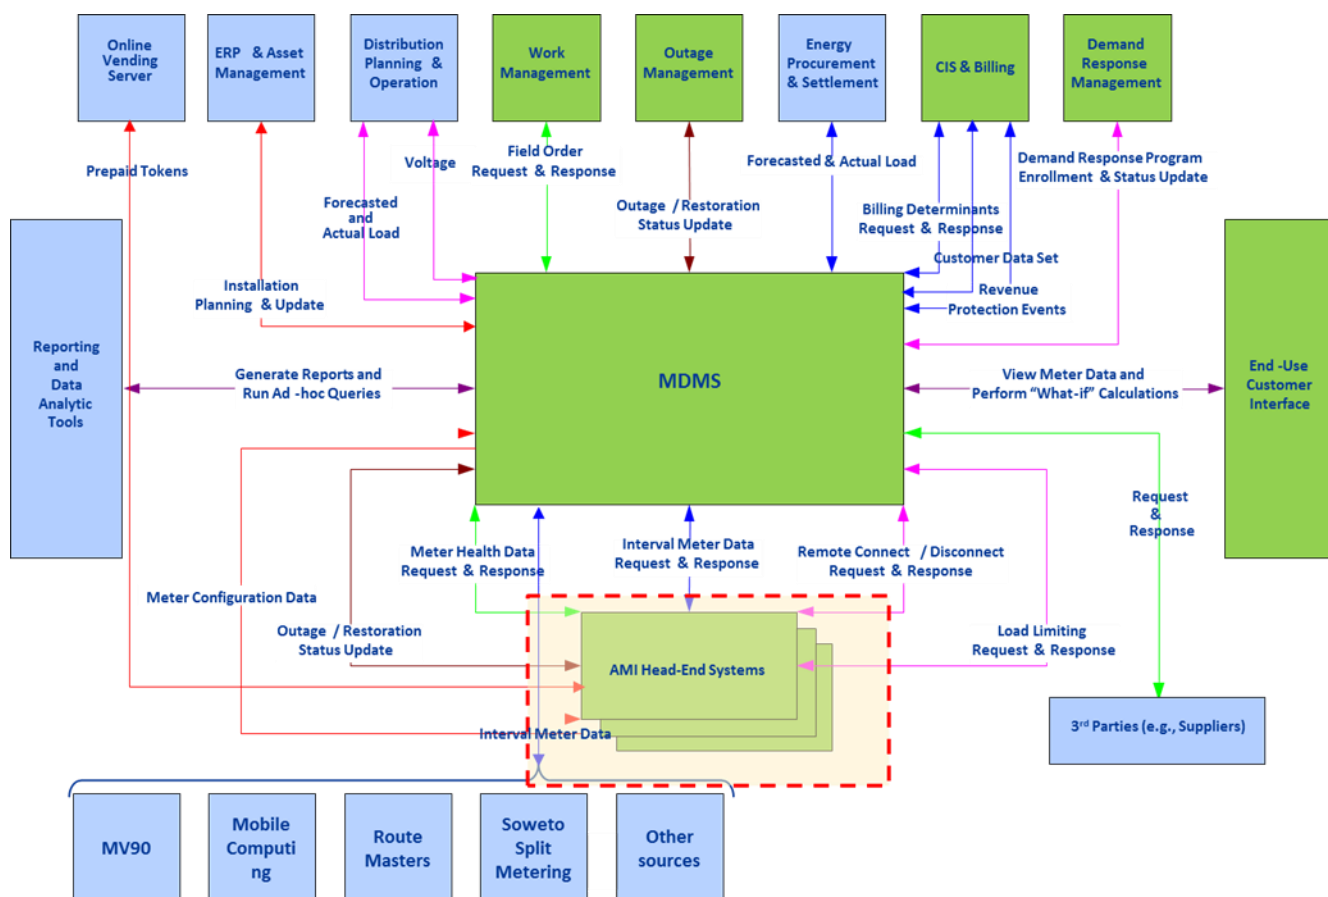 Online
Vending
Server
ERP & Asset
Management
Distribution
Planning &
Operation
Work
Management
Outage
Management
Energy
Procurement
& Settlement
CIS & Billing
Demand
Response
Management
Prepaid Tokens
Voltage
Field Order
Request & Response
Forecasted & Actual Load
Demand Response Program
Enrollment & Status Update
Forecasted
and
Actual Load
Outage / Restoration
Status Update
Billing Determinants
Request & Response
Customer Data Set
Revenue
Protection Events
Installation
Planning & Update
Reporting
and
Data
Analytic
Tools
Generate Reports and
Run Ad -hoc Queries
MDMS
View Meter Data and
Perform “What-if” Calculations
End -Use
Customer
Interface
Request
&
Response
Meter Health Data
Request & Response
Interval Meter Data
Request & Response
Remote Connect / Disconnect
Request & Response
Meter Configuration Data
Outage / Restoration
Status Update
Load Limiting
Request & Response
AMI Head-End Systems
Interval Meter Data
3rd Parties (e.g., Suppliers)
MV90
Mobile
Computi
ng
Route
Masters
Soweto
Split
Metering
Other
sources